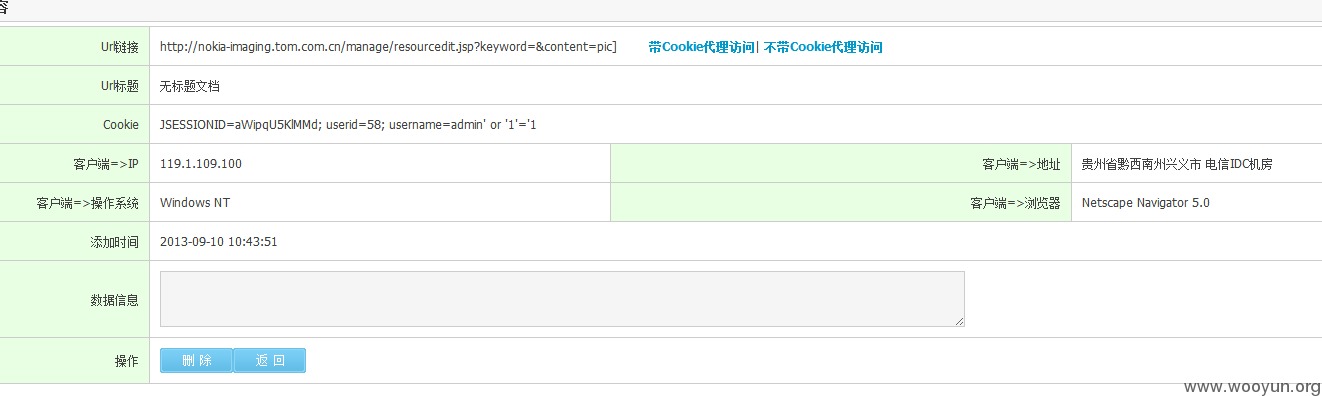 容
Url链接 http://nokia-imaging.tom.com.cn/manage/resourcedit.jsp?keyword=&content=pic] 带Cookie代理访问| 不带Cookie代理访问
Url标题 无标题文档
Cookie JSESSIONID=aWipqU5KlMMd; userid=58; username=admin' or '1'='1
客户端=>IP 119.1.109.100 客户端=>地址 贵州省黔西南州兴义市 电信IDC机房
客户端=>操作系统 Windows NT 客户端=>浏览器 Netscape Navigator 5.0
添加时间 2013-09-10 10:43:51
数据信息
操作 删 除 返 回
www.wooyun.org